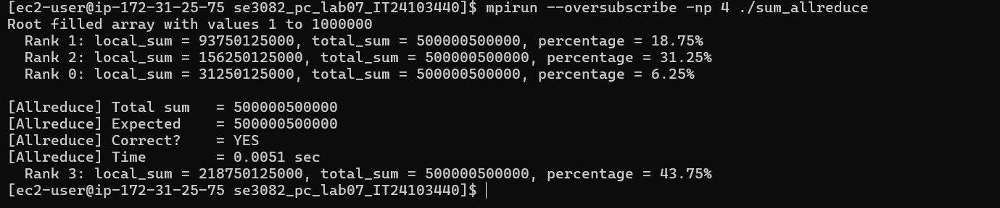 [ec2-user@ip-172-31-25-75 se3082_pc_lab07_IT24103440]$ mpirun --oversubscribe -np 4 ./sum_allreduce
Root filled array with values 1 to 1000000
  Rank 1: local_sum = 93750125000, total_sum = 500000500000, percentage = 18.75%
  Rank 2: local_sum = 156250125000, total_sum = 500000500000, percentage = 31.25%
  Rank 0: local_sum = 31250125000, total_sum = 500000500000, percentage = 6.25%

[Allreduce] Total sum   = 500000500000
[Allreduce] Expected    = 500000500000
[Allreduce] Correct?    = YES
[Allreduce] Time        = 0.0051 sec
  Rank 3: local_sum = 218750125000, total_sum = 500000500000, percentage = 43.75%
[ec2-user@ip-172-31-25-75 se3082_pc_lab07_IT24103440]$